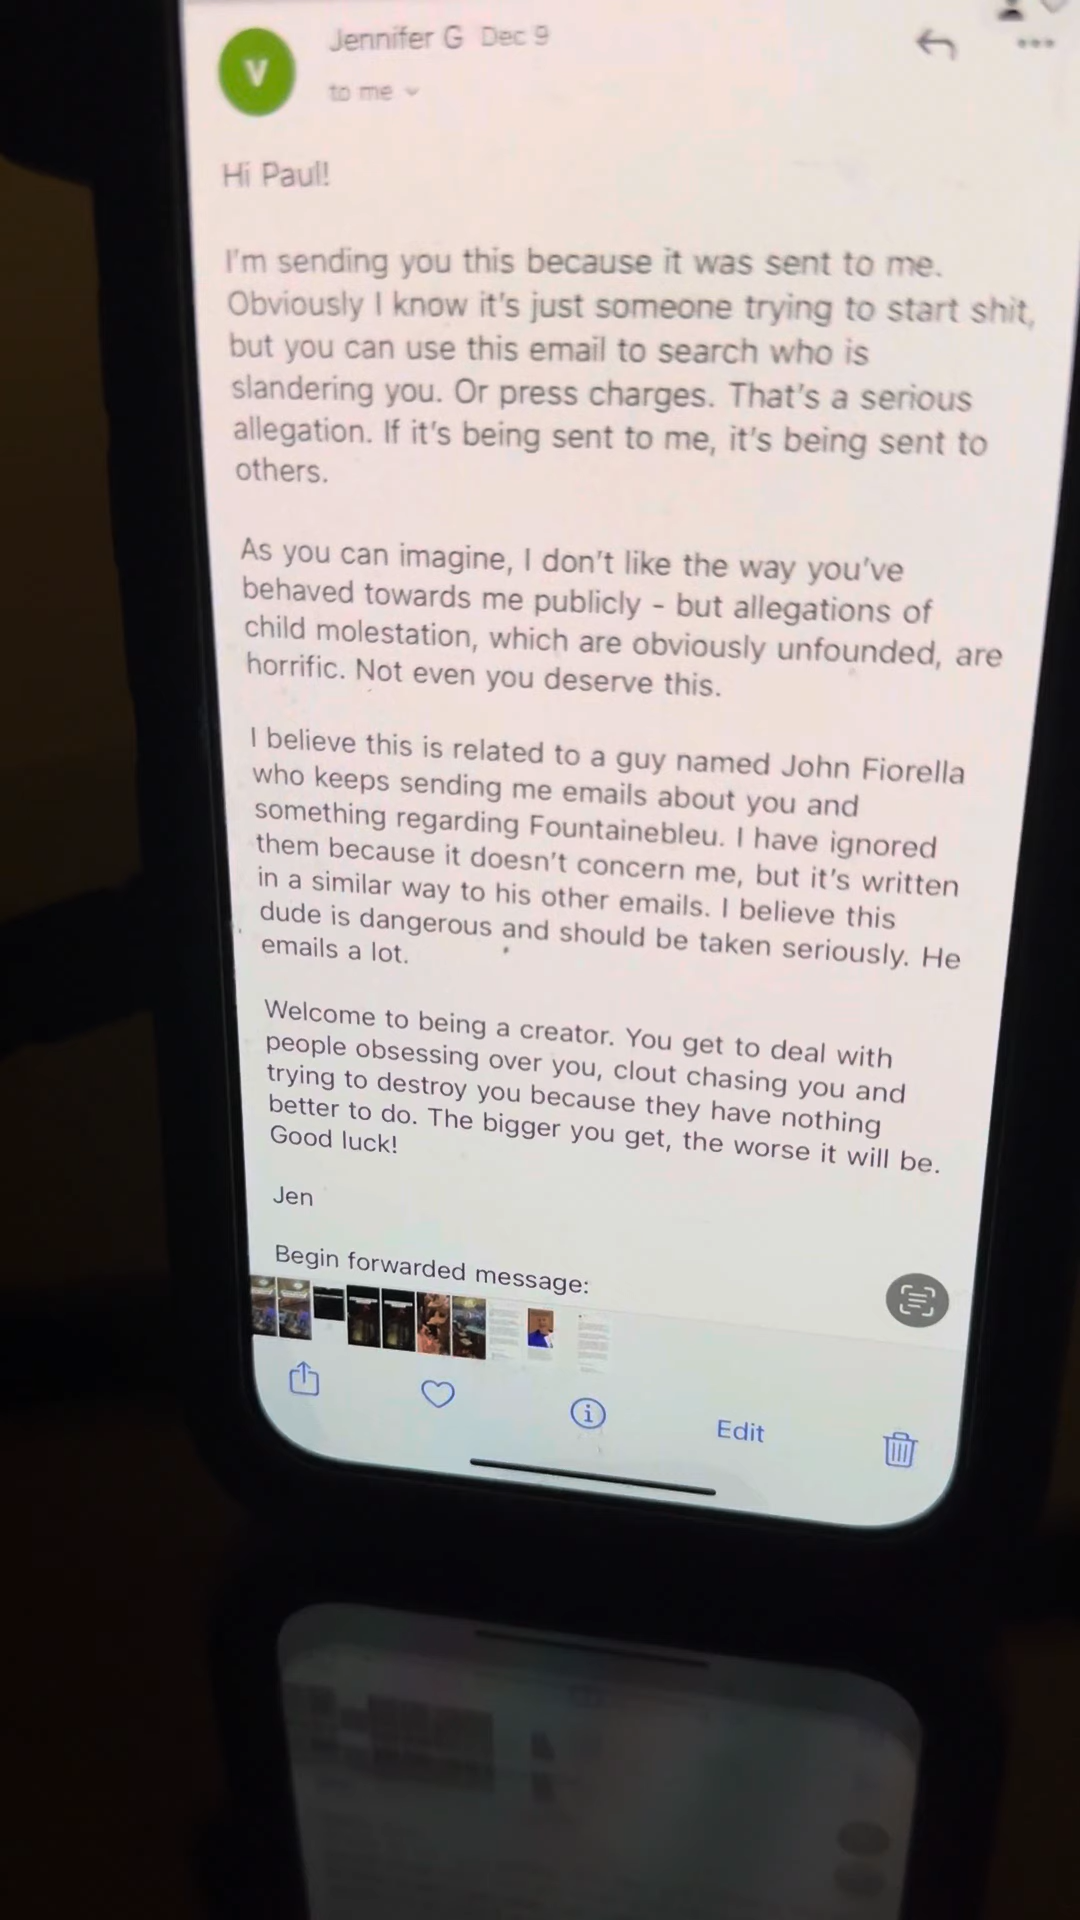 Jennifer G Dec 9
V
to me
Hi Paul!
I'm sending you this because it was sent to me.
Obviously I know it's just someone trying to start shit,
but you can use this email to search who is
slandering you. Or press charges. That's a serious
allegation. If it's being sent to me, it's being sent to
others.
As you can imagine, I don't like the way you've
behaved towards me publicly - but allegations of
child molestation, which are obviously unfounded, are
horrific. Not even you deserve this.
I believe this is related to a guy named John Fiorella
who keeps sending me emails about you and
something regarding Fountainebleu. I have ignored
them because it doesn't concern me, but it's written
in a similar way to his other emails. I believe this
dude is dangerous and should be taken seriously. He
emails a lot.
Welcome to being a creator. You get to deal with
people obsessing over you, clout chasing you and
trying to destroy you because they have nothing
better to do. The bigger you get, the worse it will be.
Good luck!
Jen
Begin forwarded message:
Edit